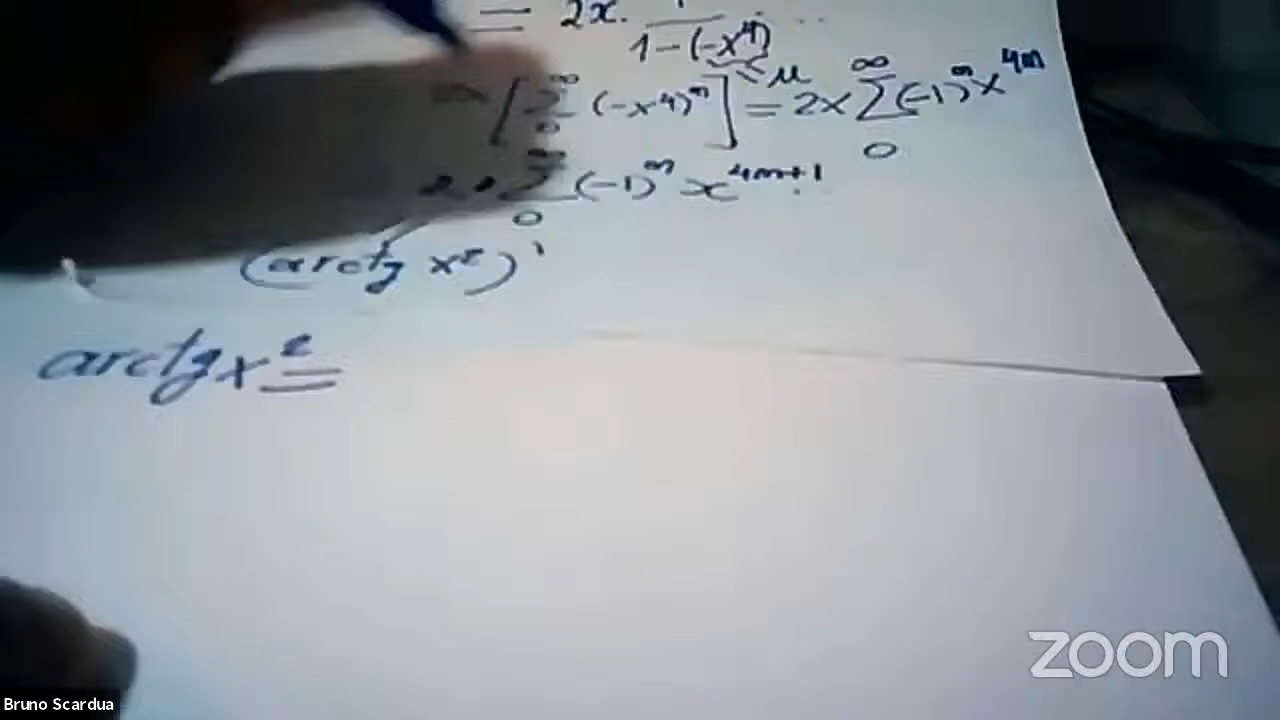 = 2x. 1/(1-(-x⁴))
[∑₀^∞ (-x⁴)ⁿ] = 2x ∑₀^∞ (-1)ⁿ x⁴ⁿ
2. ∑₀^∞ (-1)ⁿ x⁴ⁿ⁺¹
(arctg x²)'
arctg x² =
zoom
Bruno Scardua